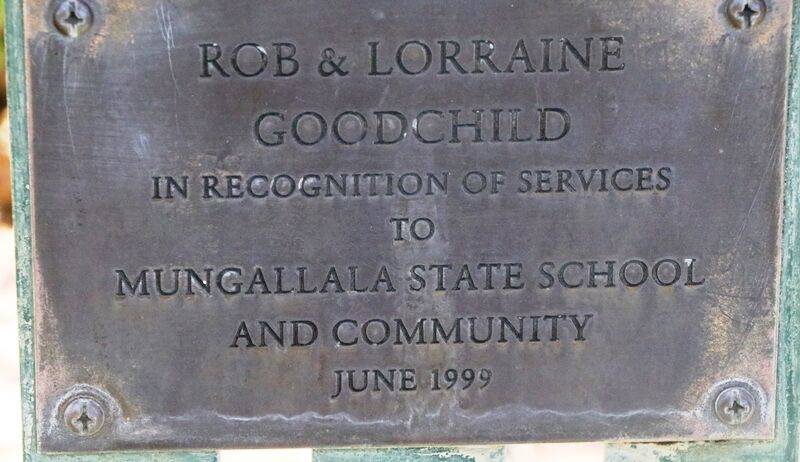 ROB & LORRAINE
GOODCHILD
IN RECOGNITION OF SERVICES
TO
MUNGALLALA STATE SCHOOL
AND COMMUNITY
JUNE 1999